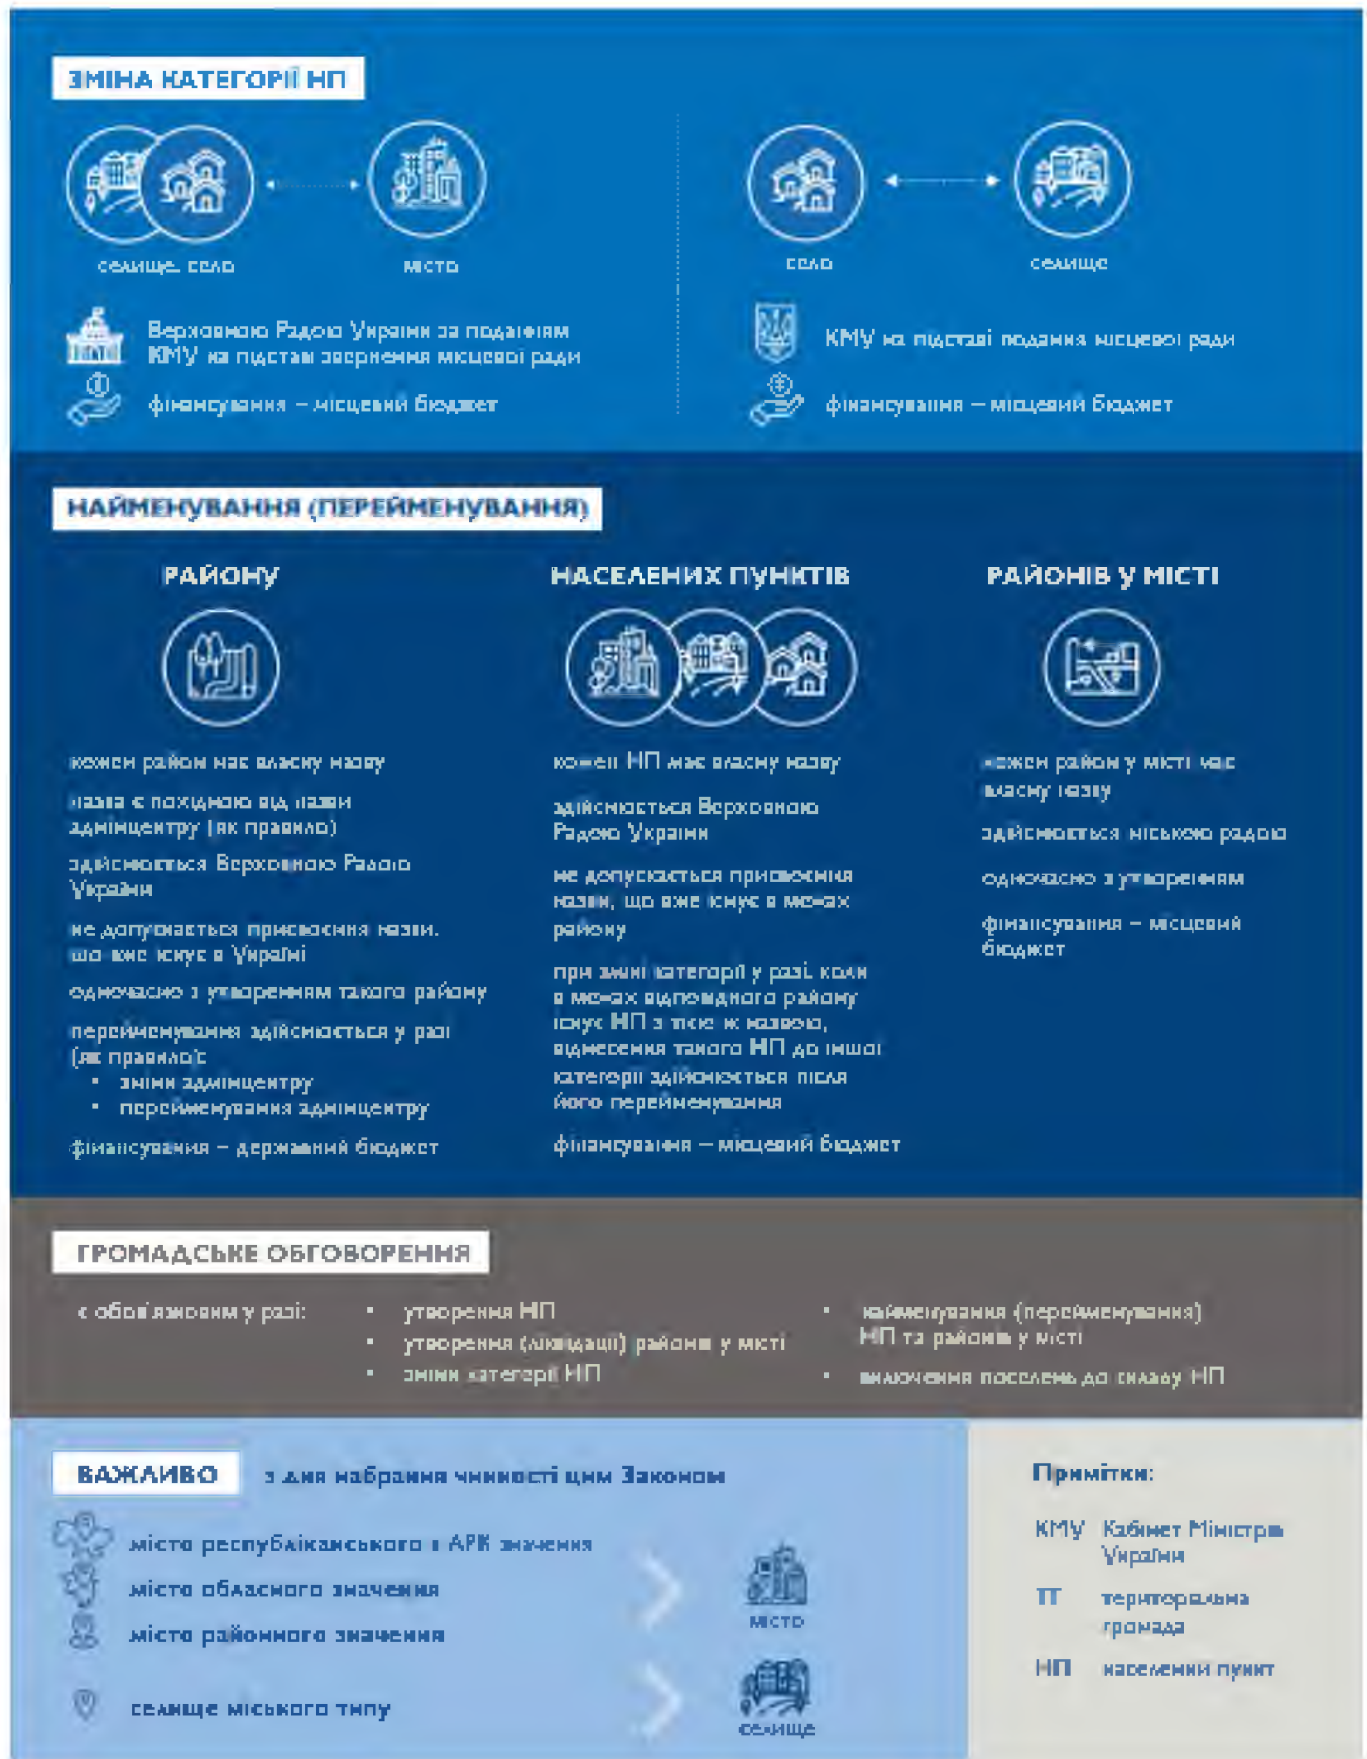 ЗМІНА КАТЕГОРІЇ НП
селище, село
місто
Верховною Радою України за поданням
КМУ на підставі звернення місцевої ради
фінансування – місцевий бюджет
село
селище
КМУ на підставі подання місцевої ради
фінансування – місцевий бюджет
НАЙМЕНУВАННЯ (ПЕРЕЙМЕНУВАННЯ)
РАЙОНУ
кожен район має власну назву
назва є похідною від назви
адмінцентру (як правило)
здійснюється Верховною Радою
України
не допускається присвоєння назви,
що вже існує в Україні
одночасно з утворенням такого району
перейменування здійснюється у разі
(як правило):
• зміни адмінцентру
• перейменування адмінцентру
фінансування – державний бюджет
НАСЕЛЕНИХ ПУНКТІВ
кожен НП має власну назву
здійснюється Верховною
Радою України
не допускається присвоєння
назви, що вже існує в межах
району
при зміні категорії у разі, коли
в межах відповідного району
існує НП з тією ж назвою,
віднесення такого НП до іншої
категорії здійснюється після
його перейменування
фінансування – місцевий бюджет
РАЙОНІВ У МІСТІ
кожен район у місті має
власну назву
здійснюється міською радою
одночасно з утворенням
фінансування – місцевий
бюджет
ГРОМАДСЬКЕ ОБГОВОРЕННЯ
є обов'язковим у разі:
• утворення НП
• утворення (ліквідації) районів у місті
• зміни категорії НП
• найменування (перейменування)
НП та районів у місті
• включення поселень до складу НП
ВАЖЛИВО
з дня набрання чинності цим Законом
місто республіканського в АРК значення
місто обласного значення
місто районного значення
місто
селище міського типу
селище
Примітки:
КМУ Кабінет Міністрів
України
ТГ територіальна
громада
НП населений пункт